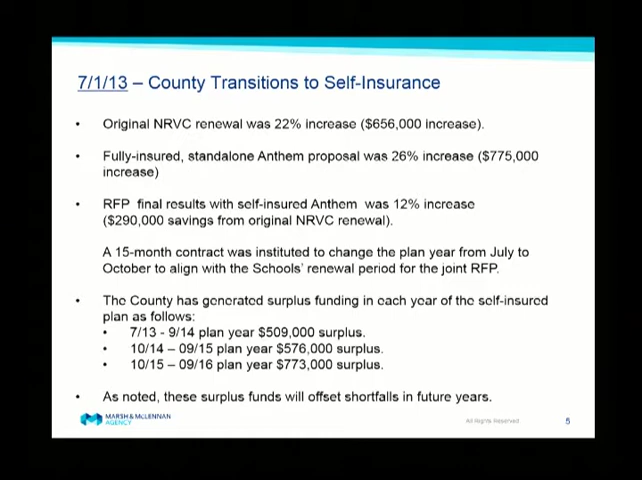 7/1/13 – County Transitions to Self-Insurance
• Original NRVC renewal was 22% increase ($656,000 increase).
• Fully-insured, standalone Anthem proposal was 26% increase ($775,000
increase)
• RFP final results with self-insured Anthem was 12% increase
($290,000 savings from original NRVC renewal).
A 15-month contract was instituted to change the plan year from July to
October to align with the Schools' renewal period for the joint RFP.
• The County has generated surplus funding in each year of the self-insured
plan as follows:
• 7/13 - 9/14 plan year $509,000 surplus.
• 10/14 – 09/15 plan year $576,000 surplus.
• 10/15 – 09/16 plan year $773,000 surplus.
• As noted, these surplus funds will offset shortfalls in future years.
MARSH & MCLENNAN
AGENCY
All Rights Reserved
5